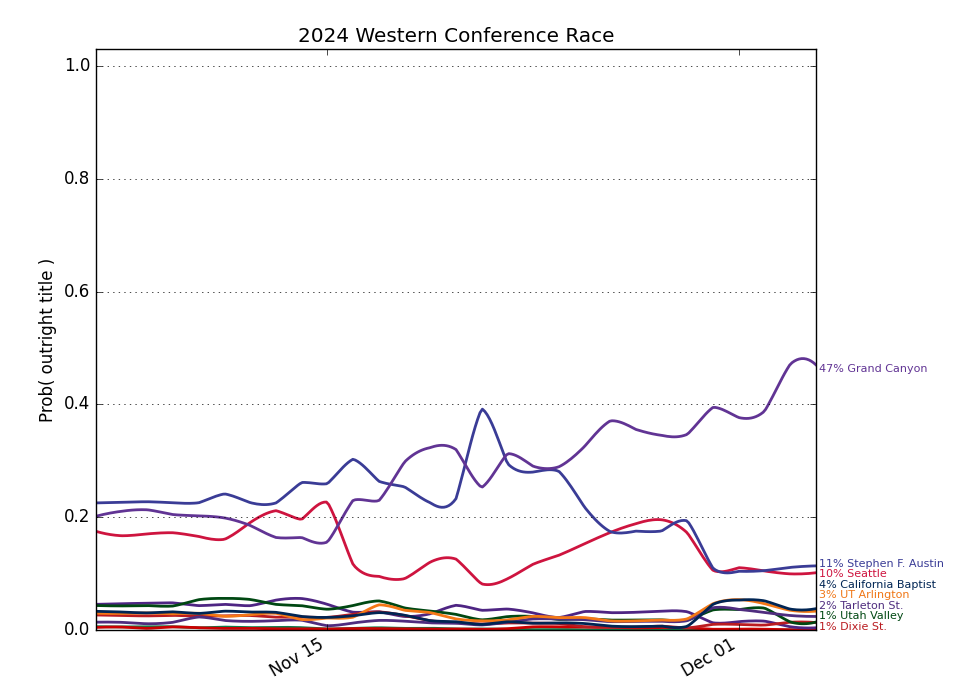 2024 Western Conference Race
Prob( outright title )
1.0
0.8
0.6
0.4
0.2
0.0
Nov 15
Dec 01
47% Grand Canyon
11% Stephen F. Austin
10% Seattle
4% California Baptist
3% UT Arlington
2% Tarleton St.
1% Utah Valley
1% Dixie St.